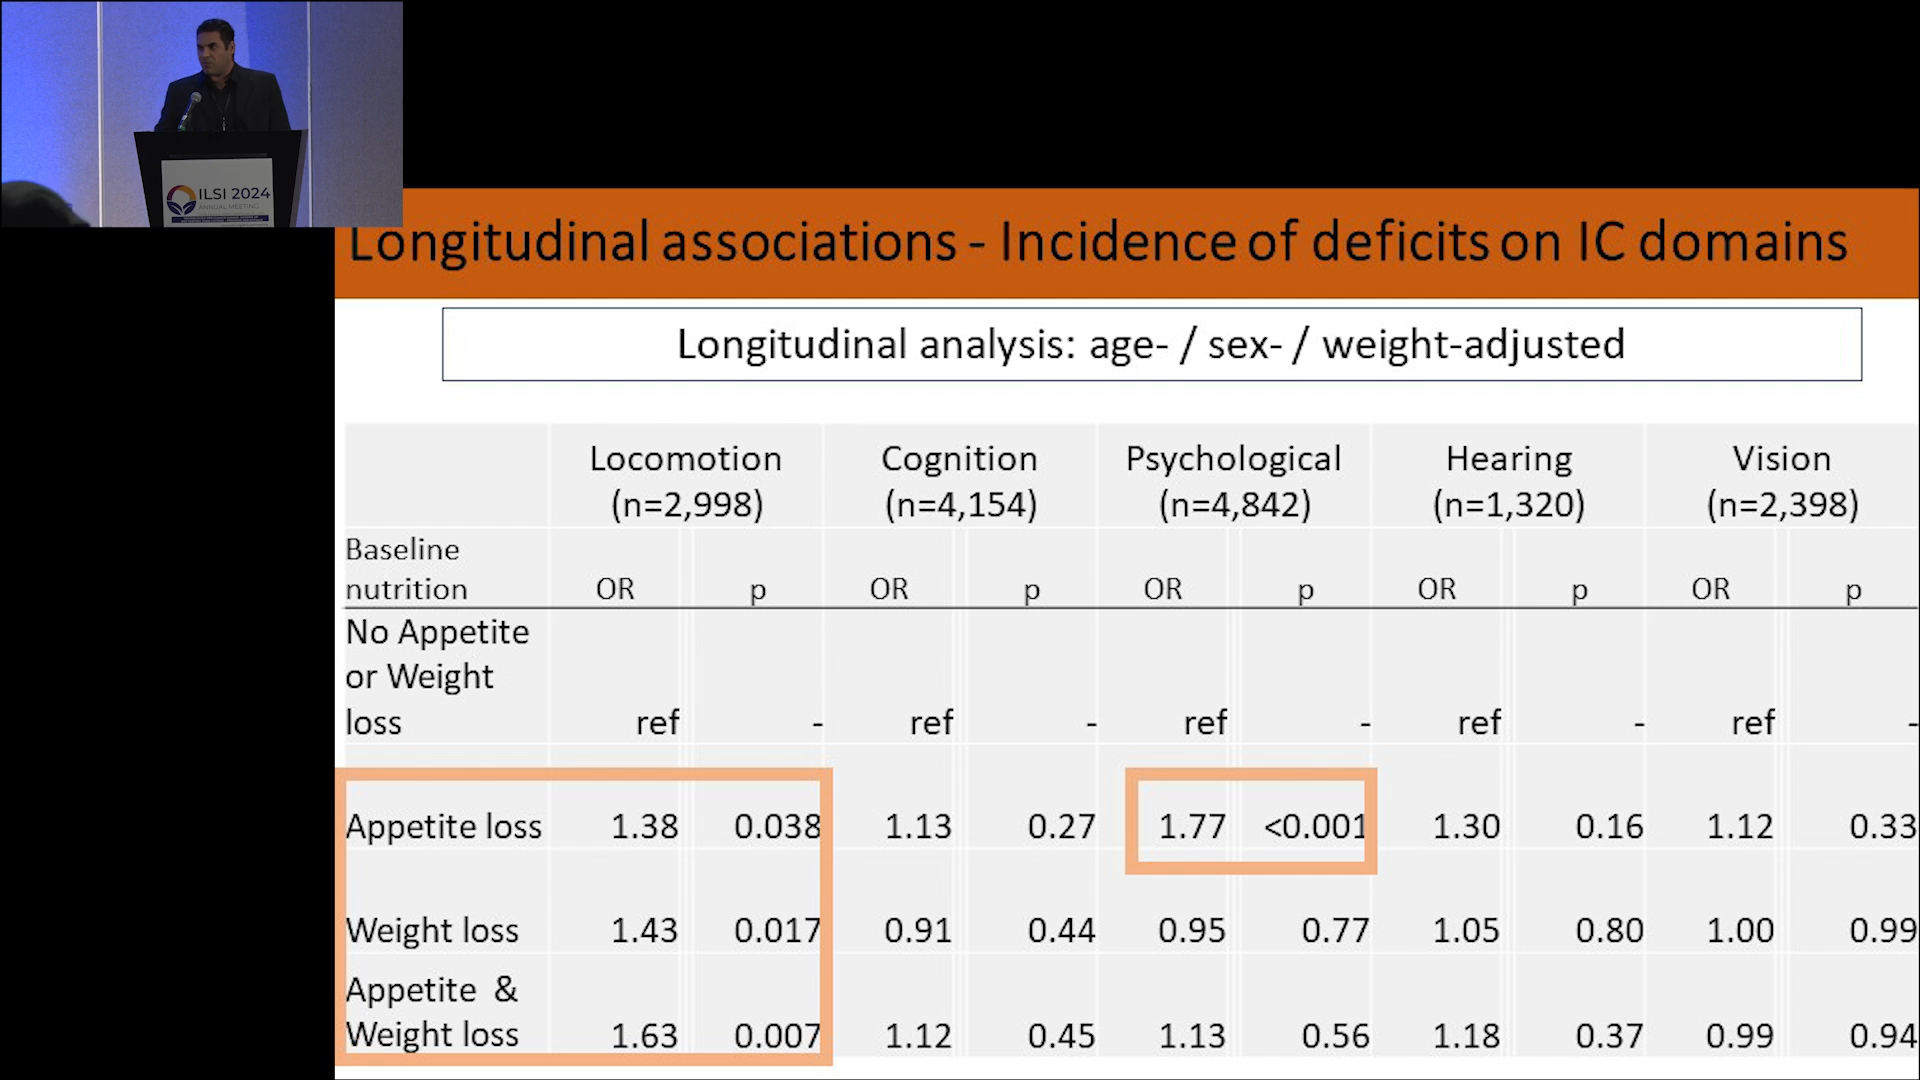 ILSI 2024
ANNUAL MEETING
Longitudinal associations - Incidence of deficits on IC domains
Longitudinal analysis: age- / sex- / weight-adjusted
Locomotion Cognition Psychological Hearing Vision
(n=2,998) (n=4,154) (n=4,842) (n=1,320) (n=2,398)
Baseline
nutrition OR p OR p OR p OR p OR p
No Appetite
or Weight
loss ref - ref - ref - ref - ref -
Appetite loss 1.38 0.038 1.13 0.27 1.77 <0.001 1.30 0.16 1.12 0.33
Weight loss 1.43 0.017 0.91 0.44 0.95 0.77 1.05 0.80 1.00 0.99
Appetite &
Weight loss 1.63 0.007 1.12 0.45 1.13 0.56 1.18 0.37 0.99 0.94